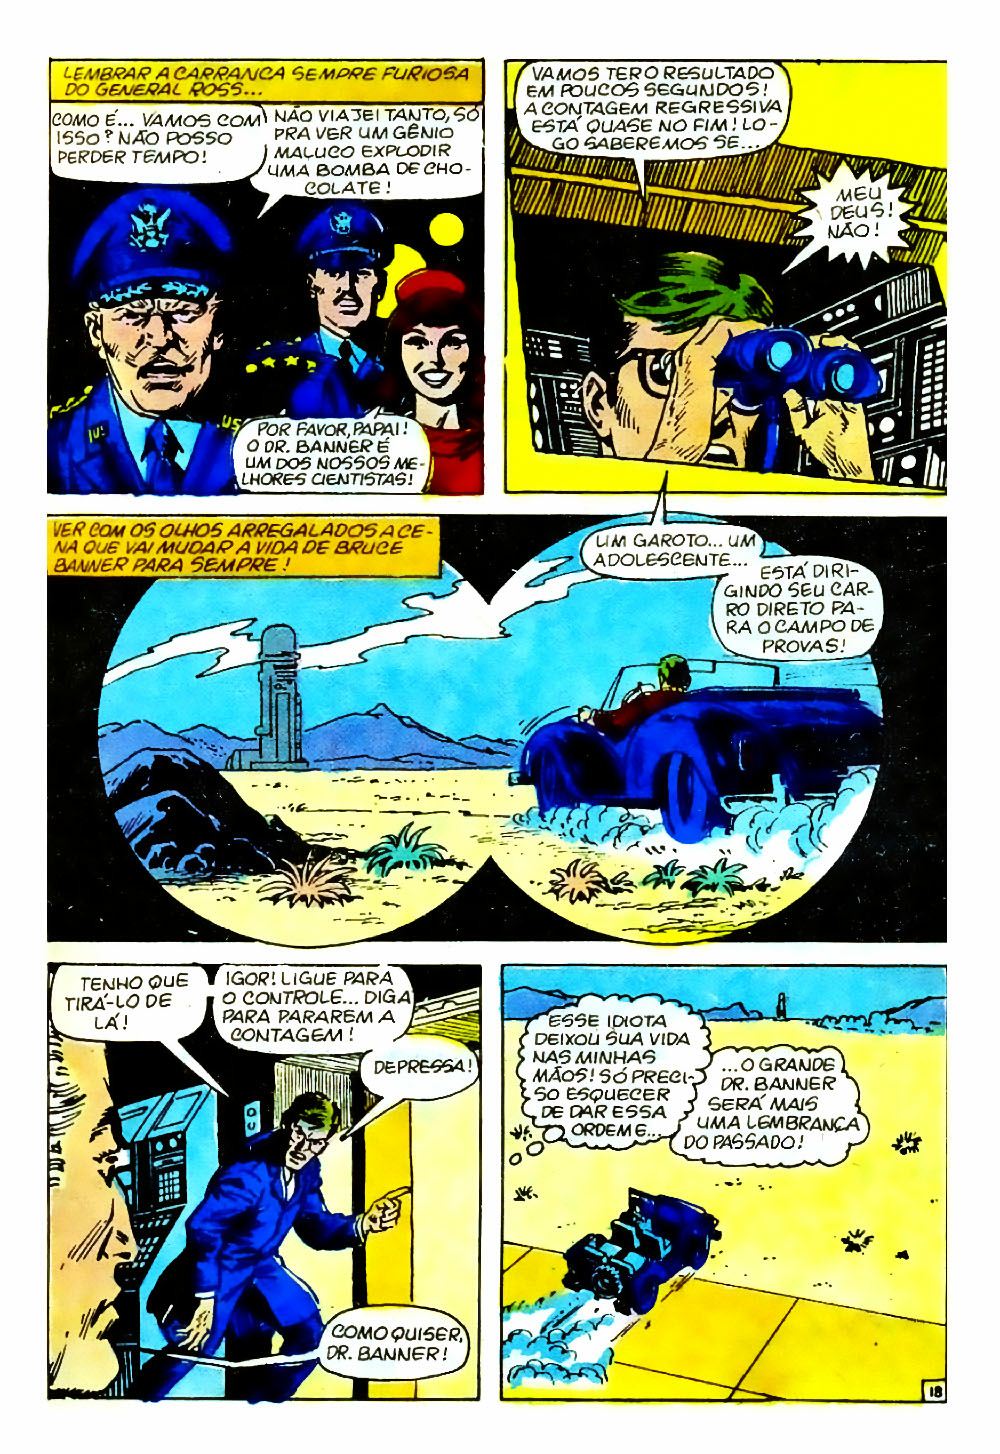 LEMBRAR A CARRANCA SEMPRE FURIOSA
DO GENERAL ROSS...
COMO É... VAMOS COM
ISSO? NÃO POSSO
PERDER TEMPO!
NÃO VIAJEI TANTO, SÓ
PRA VER UM GÊNIO
MALUCO EXPLODIR
UMA BOMBA DE CHO-
COLATE!
U
US
POR FAVOR, PAPAI!
O DR. BANNER É
UM DOS NOSSOS ME-
LHORES CIENTISTAS!
VAMOS TER O RESULTADO
EM POUCOS SEGUNDOS!
A CONTAGEM REGRESSIVA
ESTÁ QUASE NO FIM! LO-
GO SABEREMOS SE...
MEU
DEUS!
NÃO!
VER COM OS OLHOS ARREGALADOS A CE-
NA QUE VAI MUDAR A VIDA DE BRUCE
BANNER PARA SEMPRE!
UM GAROTO... UM
ADOLESCENTE...
ESTÁ DIRI-
GINDO SEU CAR-
RO DIRETO PA-
RA O CAMPO DE
PROVAS!
TENHO QUE
TIRÁ-LO DE
LÁ!
IGOR! LIGUE PARA
O CONTROLE... DIGA
PARA PARAREM A
CONTAGEM!
DEPRESSA!
COMO QUISER,
DR. BANNER!
ESSE IDIOTA
DEIXOU SUA VIDA
NAS MINHAS
MÃOS! SÓ PRECI-
SO ESQUECER
DE DAR ESSA
ORDEM E...
...O GRANDE
DR. BANNER
SERÁ MAIS
UMA LEMBRANÇA
DO PASSADO!
18